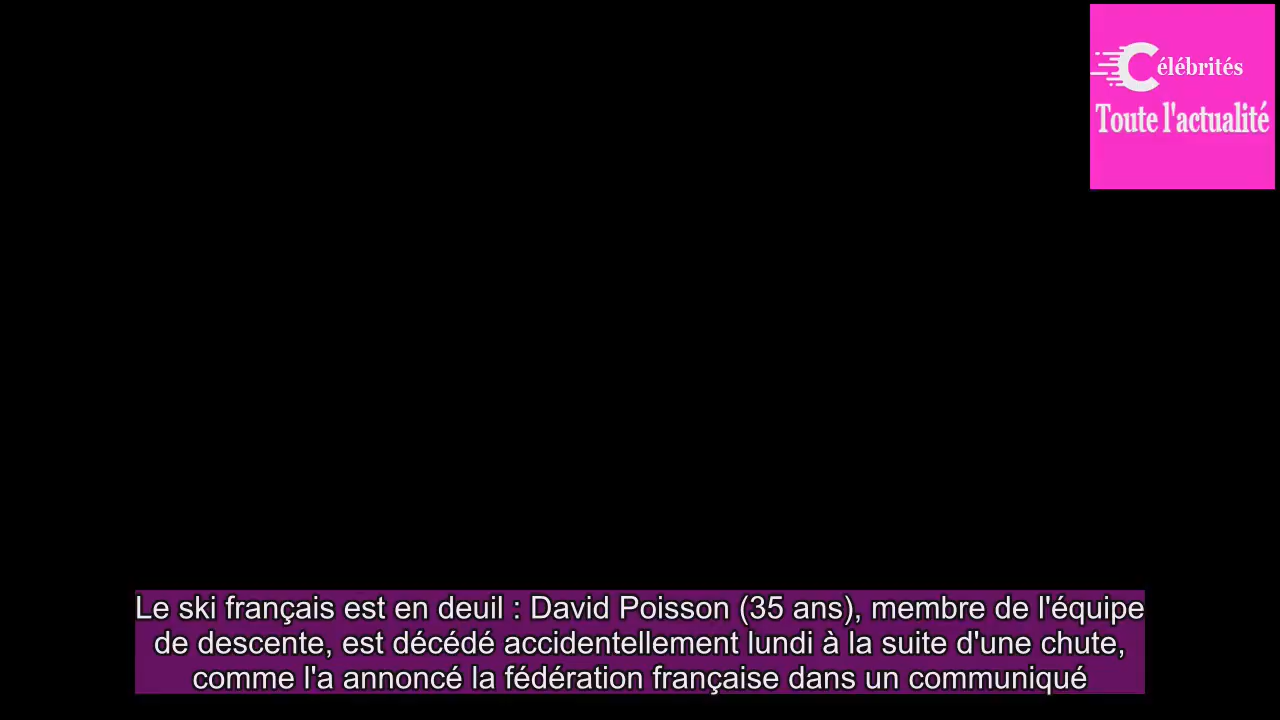 Célébrités
Toute l'actualité
Le ski français est en deuil : David Poisson (35 ans), membre de l'équipe
de descente, est décédé accidentellement lundi à la suite d'une chute,
comme l'a annoncé la fédération française dans un communiqué